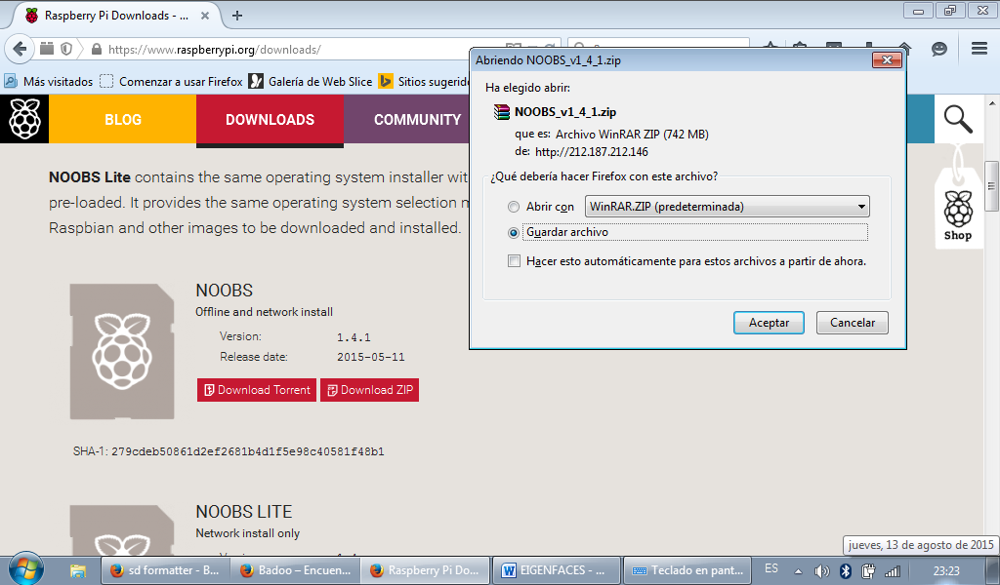 Raspberry Pi Downloads - ...
https://www.raspberrypi.org/downloads/
Más visitados
Comenzar a usar Firefox
Galería de Web Slice
Sitios sugeride
BLOG
DOWNLOADS
COMMUNITY
NOOBS Lite contains the same operating system installer wit
pre-loaded. It provides the same operating system selection m
Raspbian and other images to be downloaded and installed.
Shop
NOOBS
Offline and network install
Version: 1.4.1
Release date: 2015-05-11
Download Torrent
Download ZIP
SHA-1: 279cdeb50861d2ef2681b4d1f5e98c40581f48b1
NOOBS LITE
Network install only
Abriendo NOOBS_v1_4_1.zip
Ha elegido abrir:
NOOBS_v1_4_1.zip
que es: Archivo WinRAR ZIP (742 MB)
de: http://212.187.212.146
¿Qué debería hacer Firefox con este archivo?
Abrir con WinRAR.ZIP (predeterminada)
Guardar archivo
Hacer esto automáticamente para estos archivos a partir de ahora.
Aceptar
Cancelar
jueves, 13 de agosto de 2015
sd formatter - B...
Badoo – Encuen...
Raspberry Pi Do...
EIGENFACES - ...
Teclado en pant...
ES
23:23